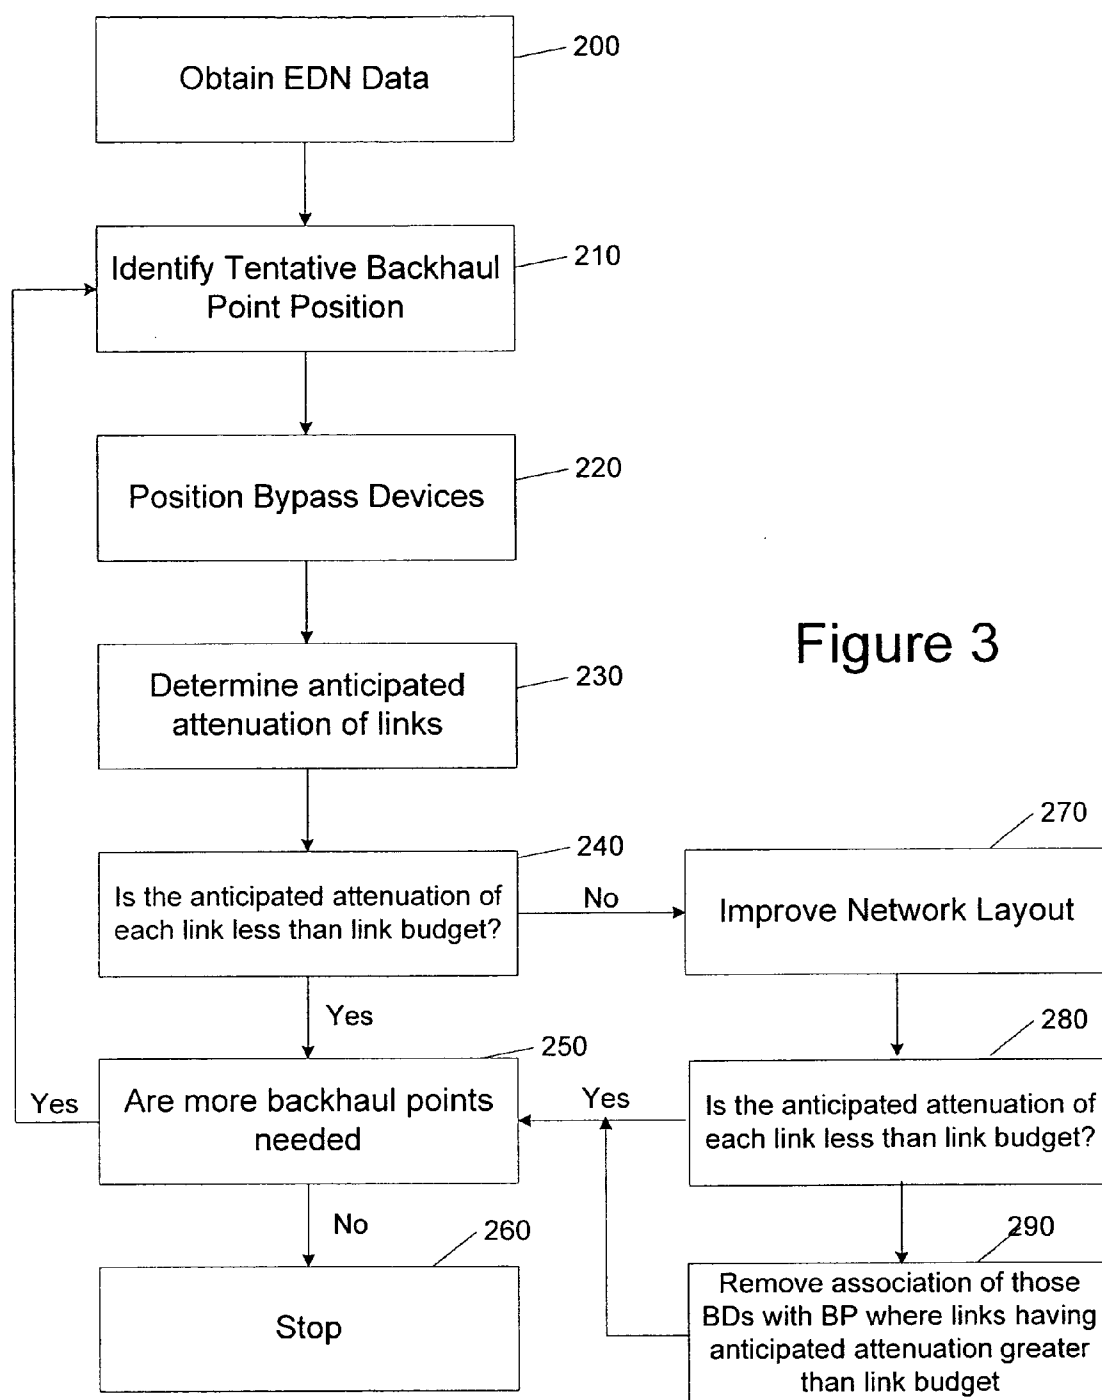 Obtain EDN Data
200
Identify Tentative Backhaul
Point Position
210
Position Bypass Devices
220
Determine anticipated
attenuation of links
230
Figure 3
Is the anticipated attenuation of
each link less than link budget?
240
No
Improve Network Layout
270
Yes
Are more backhaul points
needed
250
Yes
Yes
Is the anticipated attenuation of
each link less than link budget?
280
No
Stop
260
Remove association of those
BDs with BP where links having
anticipated attenuation greater
than link budget
290